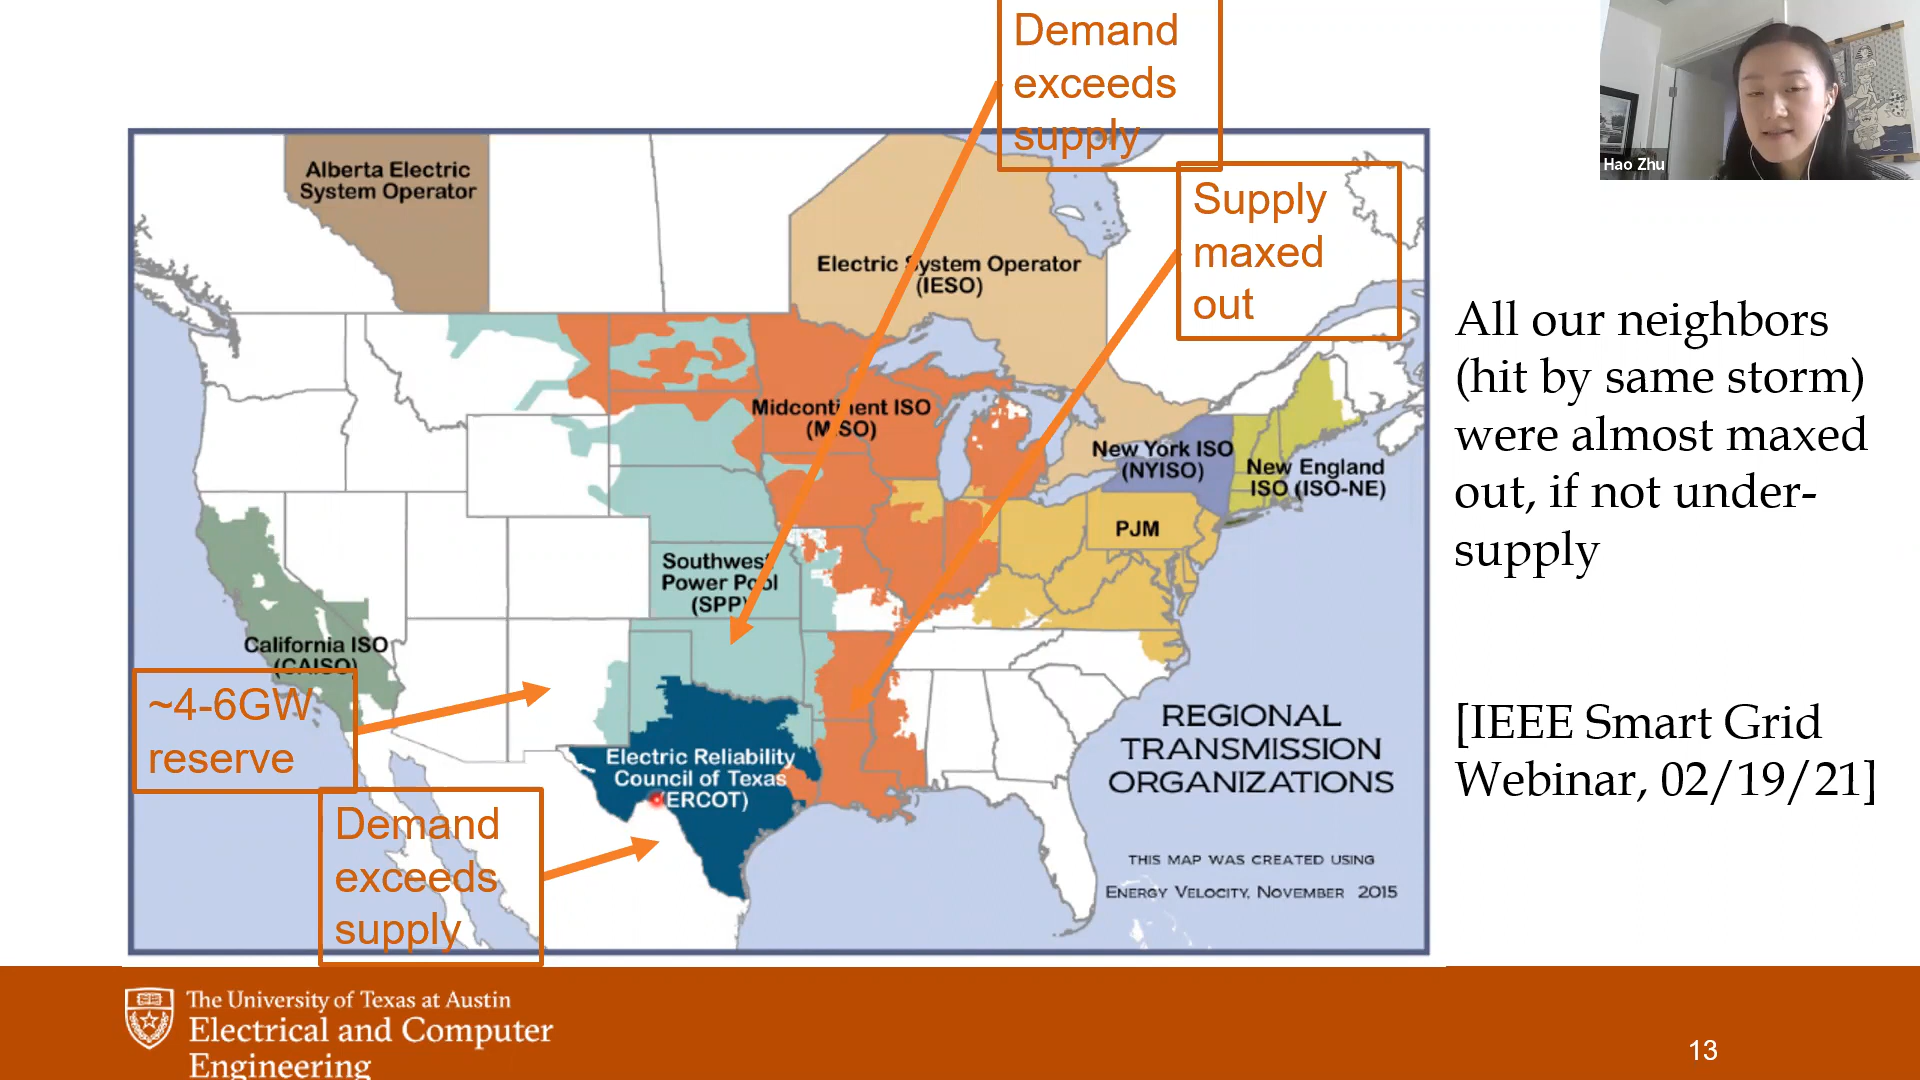 Demand
exceeds
supply
Hao Zhu
Alberta Electric
System Operator
Supply
maxed
out
Electric System Operator
(IESO)
All our neighbors
(hit by same storm)
were almost maxed
out, if not under-
supply
Midcontinent ISO
(MISO)
New York ISO
(NYISO)
New England
ISO (ISO-NE)
PJM
Southwest
Power Pool
(SPP)
California ISO
(CAISO)
~4-6GW
reserve
REGIONAL
TRANSMISSION
ORGANIZATIONS
[IEEE Smart Grid
Webinar, 02/19/21]
Electric Reliability
Council of Texas
(ERCOT)
Demand
exceeds
supply
THIS MAP WAS CREATED USING
ENERGY VELOCITY, NOVEMBER 2015
The University of Texas at Austin
Electrical and Computer
Engineering
13